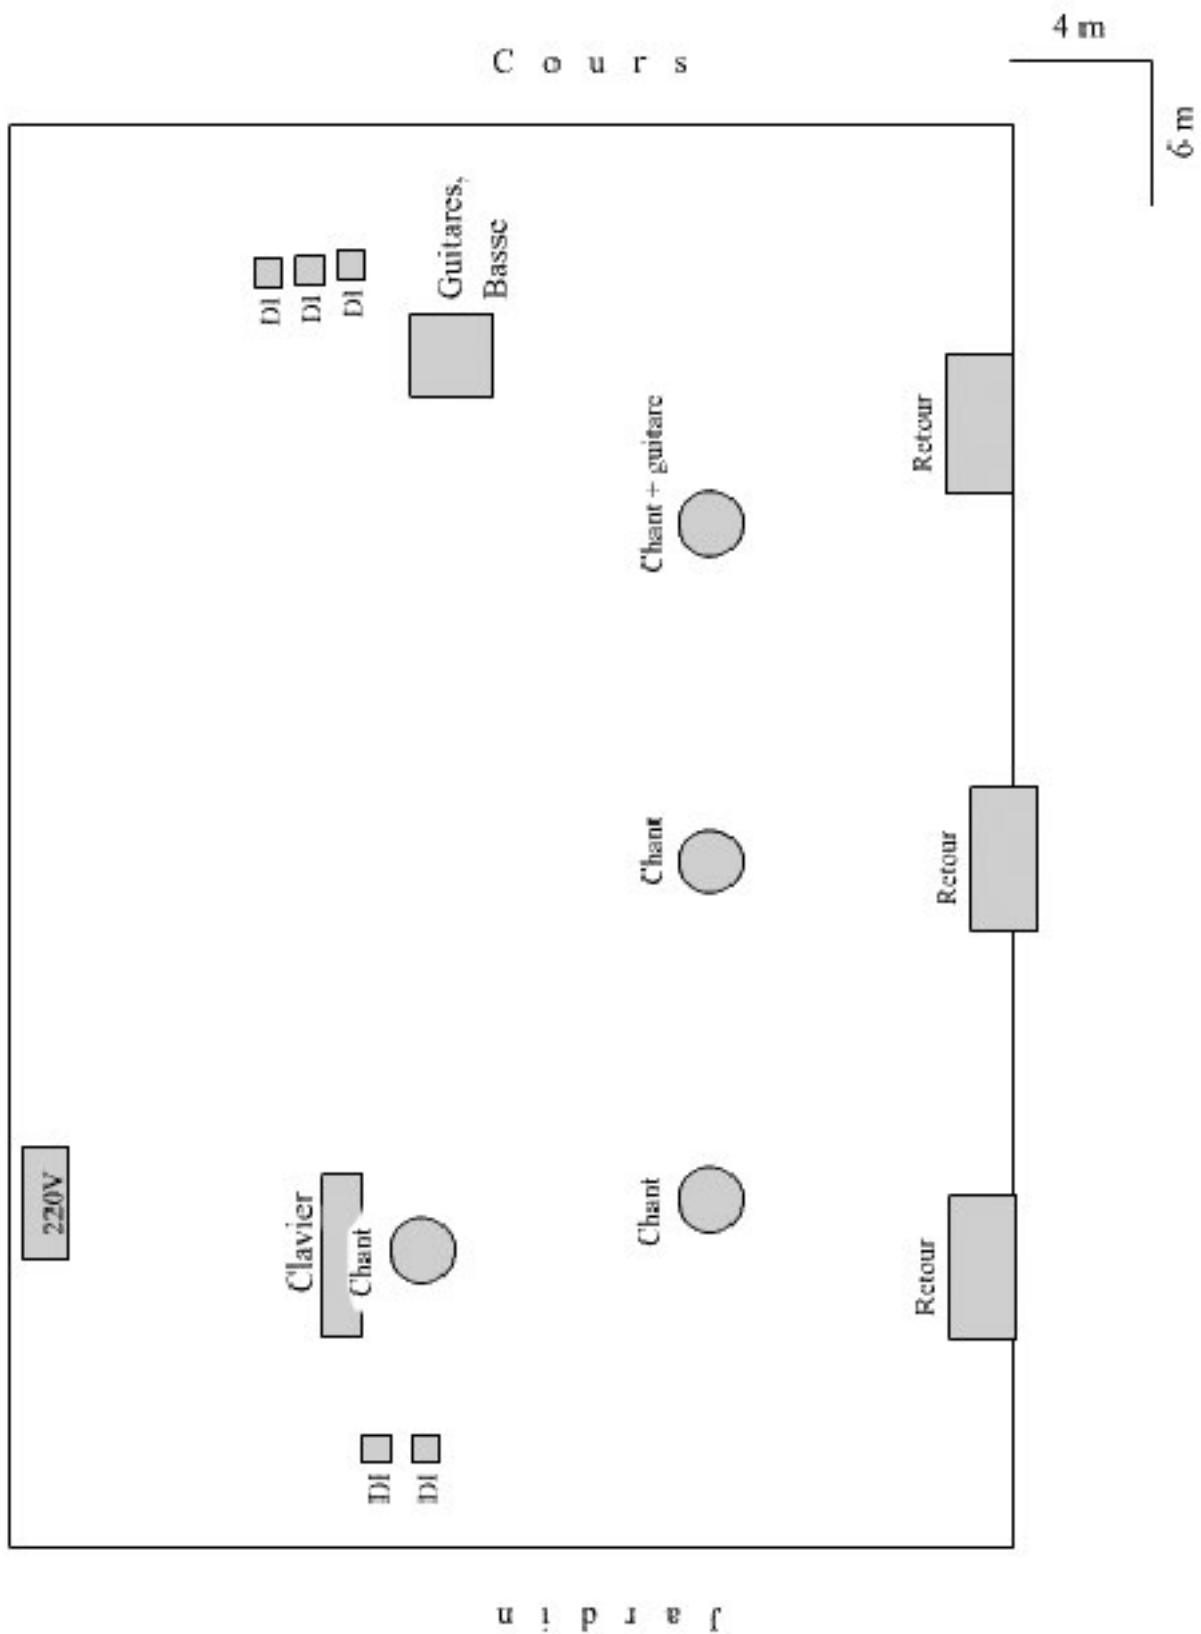 4 m
C o u r s
6 m
Guitares,
Basse
DI
DI
DI
Chant + guitare
Retour
Chant
Retour
220V
Clavier
Chant
Chant
Retour
DI
DI
J a r d i n